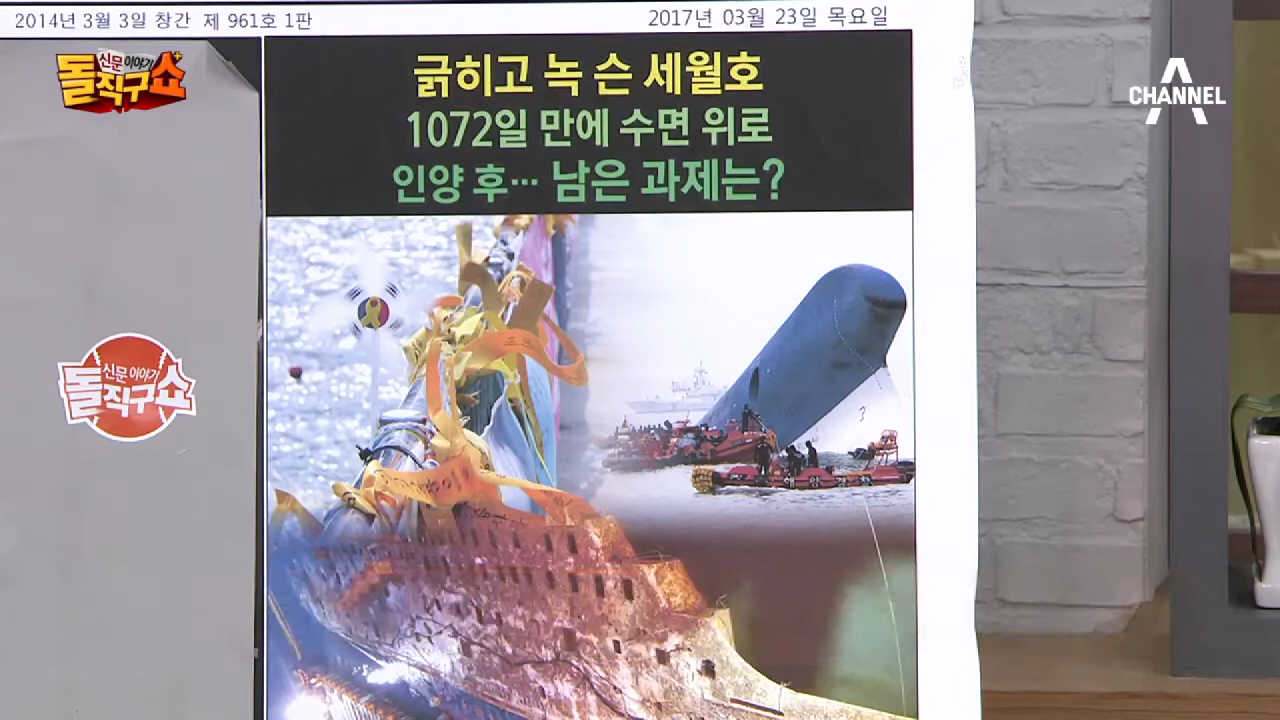 2014년 3월 3일 창간 제 961호 1판
2017년 03월 23일 목요일
신문이야기
돌직구쇼+
CHANNEL A
긁히고 녹 슨 세월호
1072일 만에 수면 위로
인양 후… 남은 과제는?
신문이야기
돌직구쇼
해양경찰